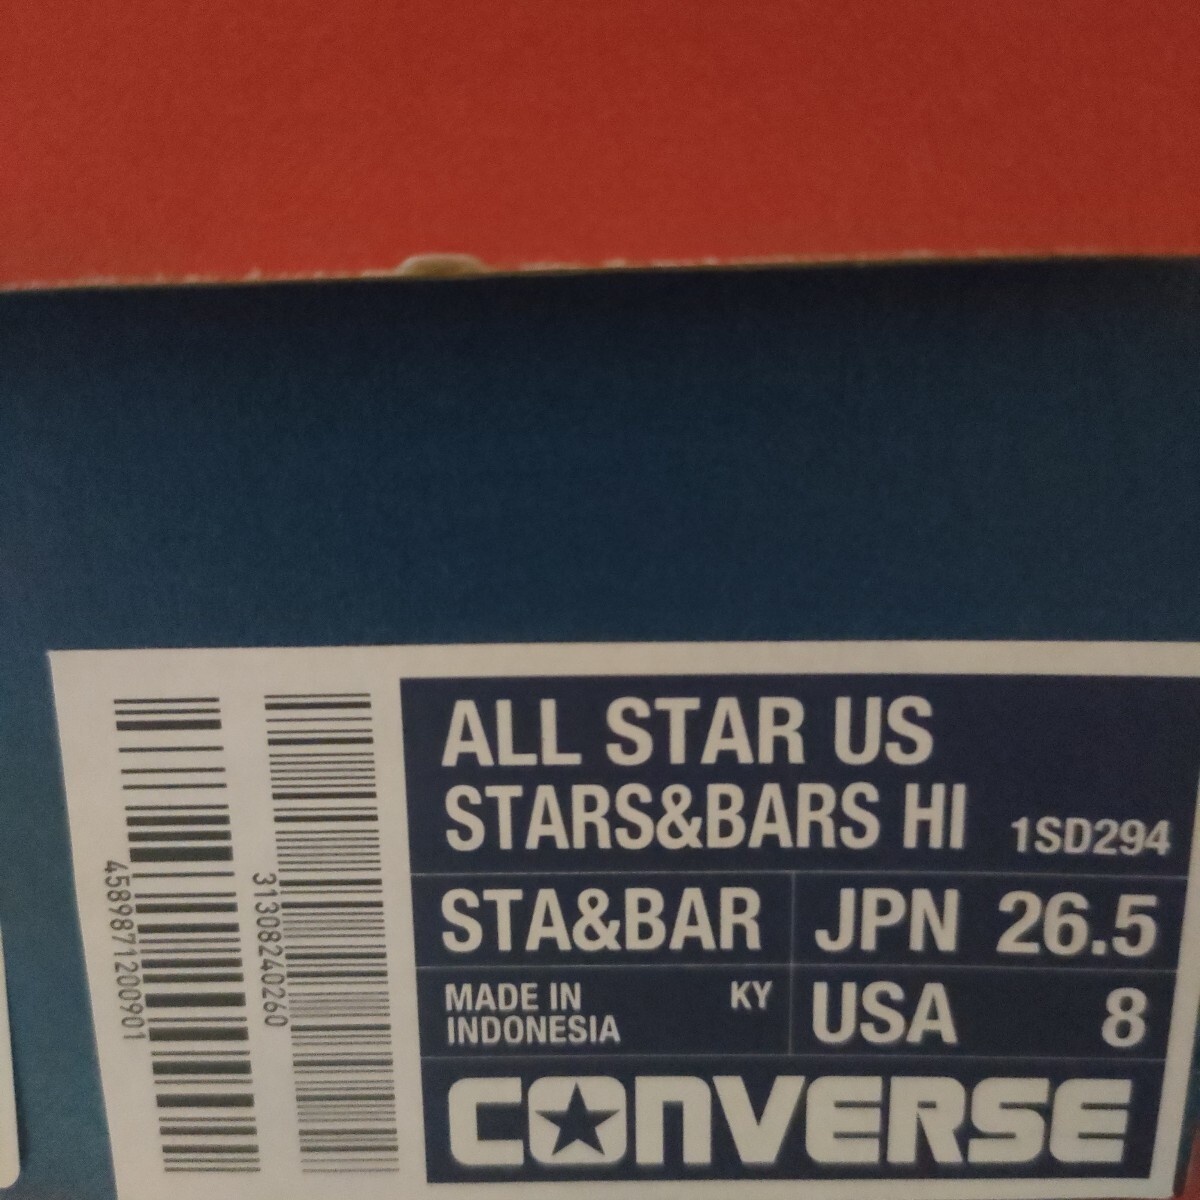 ALL STAR US
STARS&BARS HI 1SD294
STA&BAR JPN 26.5
MADE IN INDONESIA KY USA 8
CONVERSE
4589871200901
31308240260